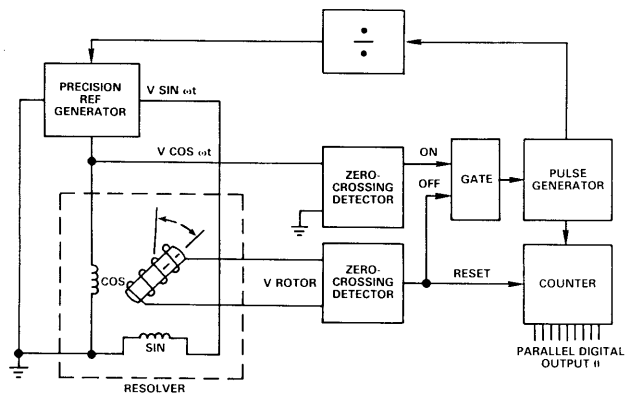 ÷
PRECISION
REF
GENERATOR
V SIN ωt
V COS ωt
ZERO-
CROSSING
DETECTOR
ON
OFF
GATE
PULSE
GENERATOR
COS
V ROTOR
ZERO-
CROSSING
DETECTOR
RESET
COUNTER
SIN
PARALLEL DIGITAL
OUTPUT θ
RESOLVER